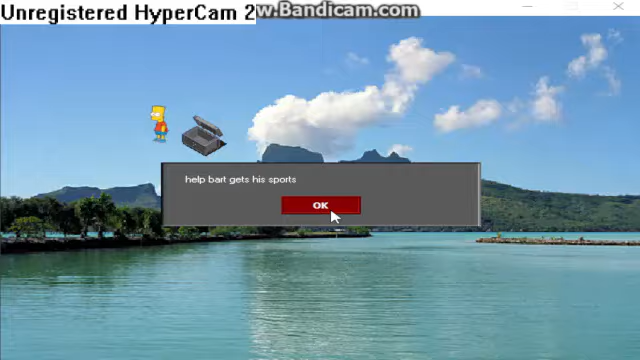 Unregistered HyperCam 2
w.Bandicam.com
help bart gets his sports
OK